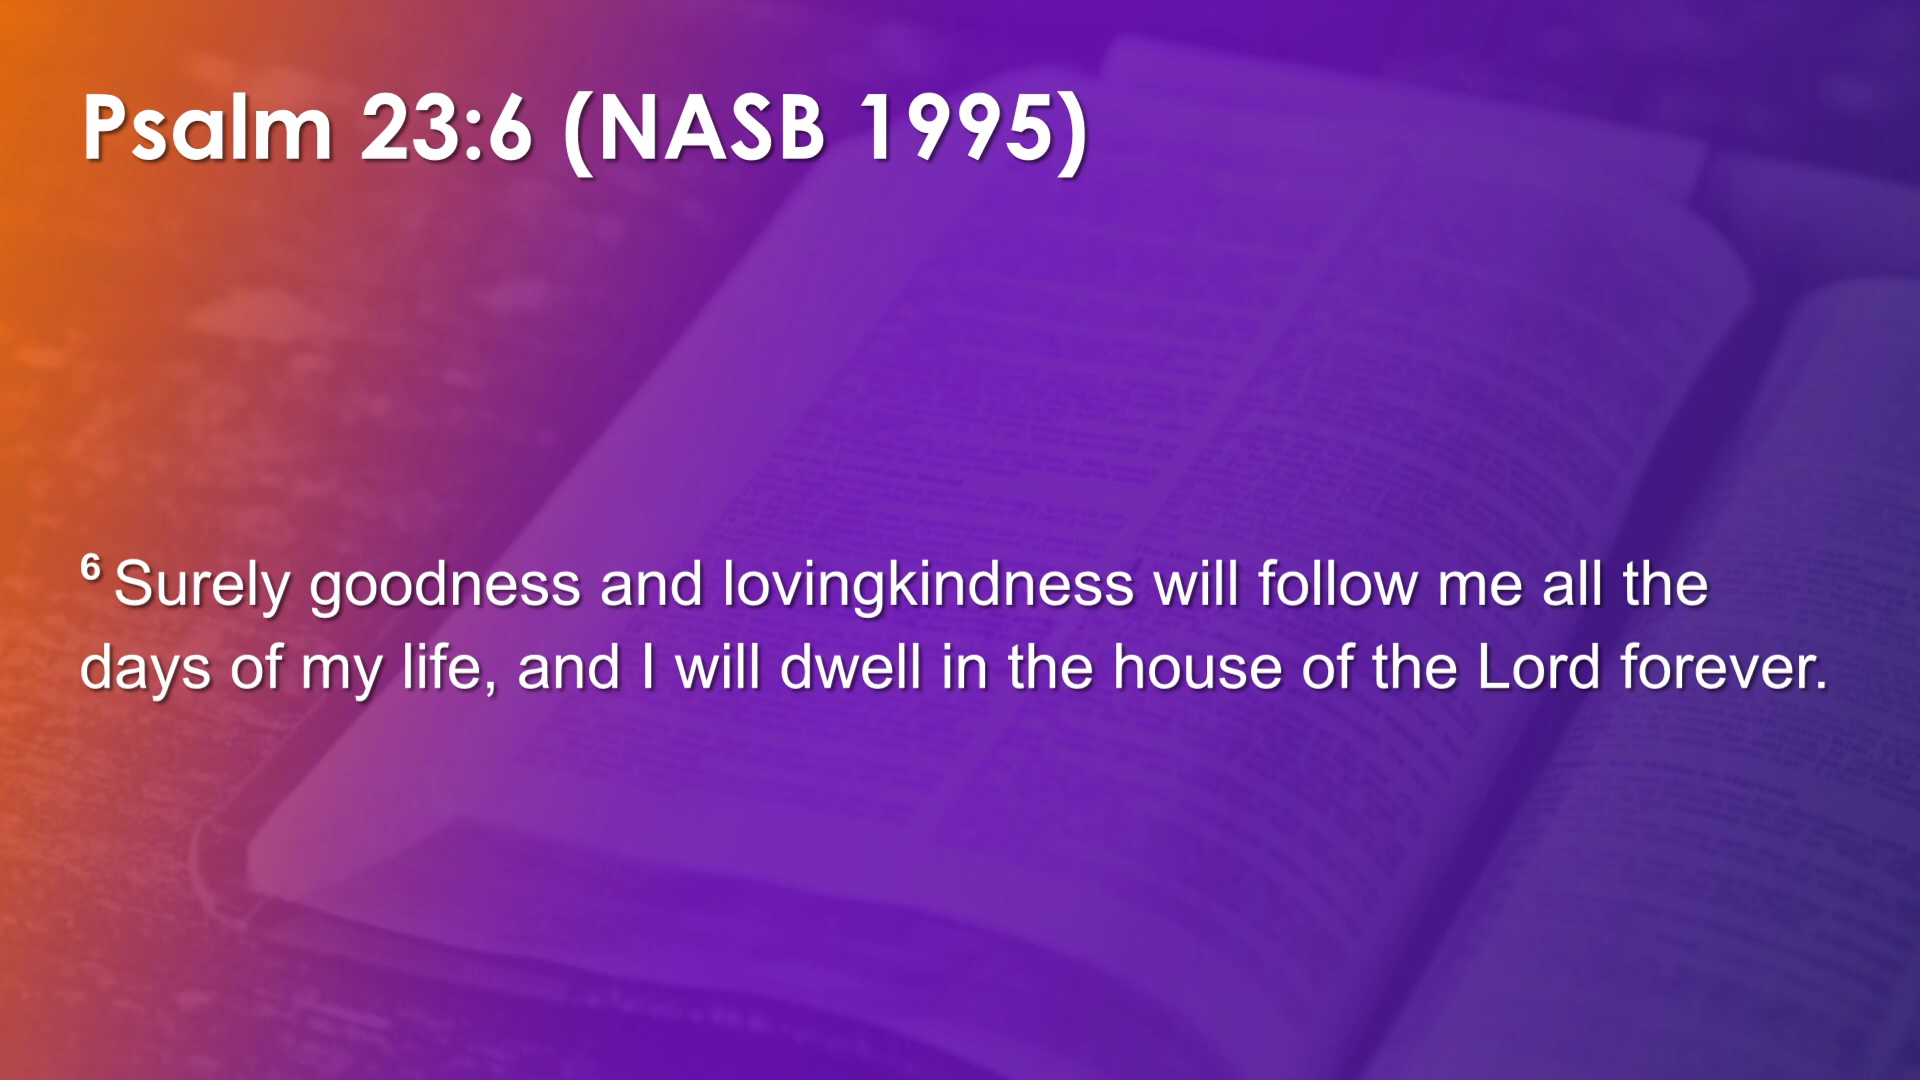 Psalm 23:6 (NASB 1995)
6 Surely goodness and lovingkindness will follow me all the
days of my life, and I will dwell in the house of the Lord forever.